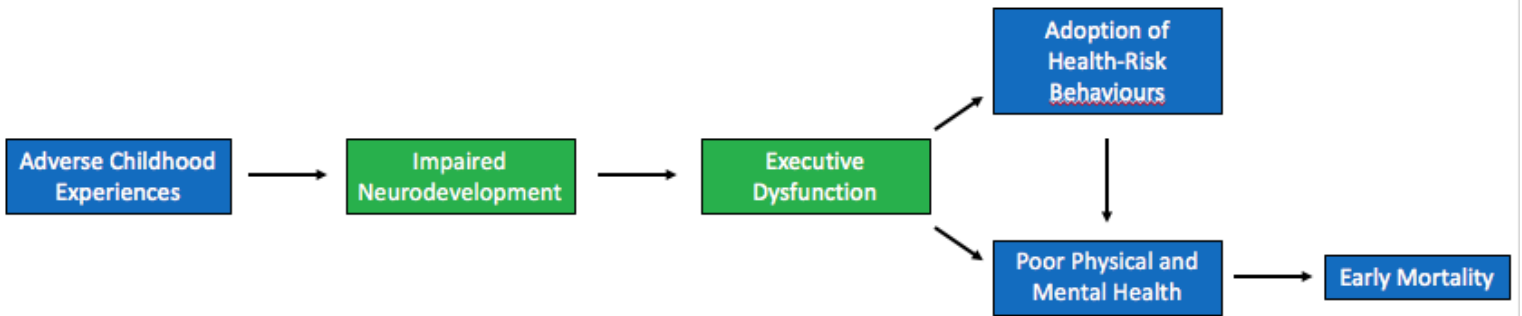 Adverse Childhood
Experiences
Impaired
Neurodevelopment
Executive
Dysfunction
Adoption of
Health-Risk
Behaviours
Poor Physical and
Mental Health
Early Mortality